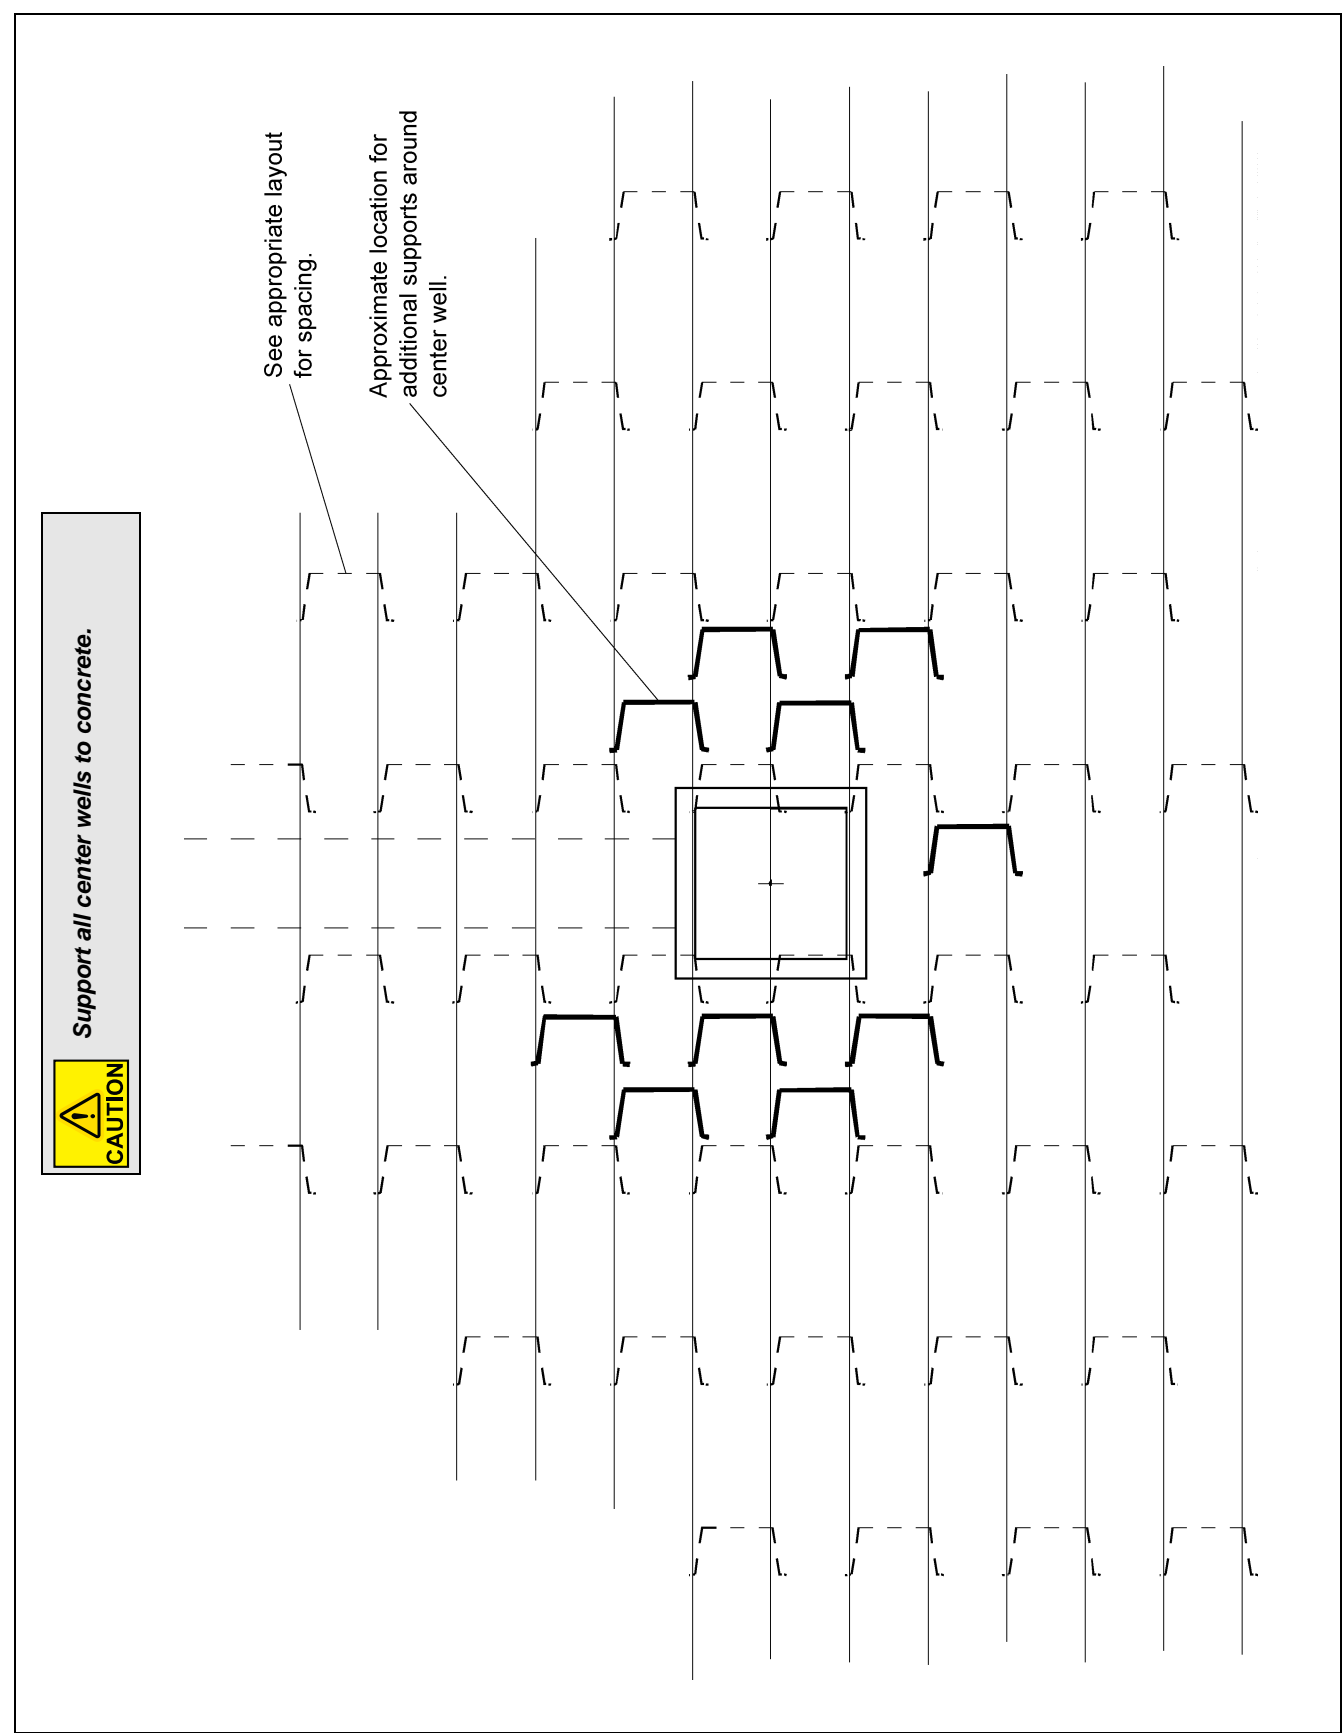 CAUTION
Support all center wells to concrete.
See appropriate layout
for spacing.
Approximate location for
additional supports around
center well.